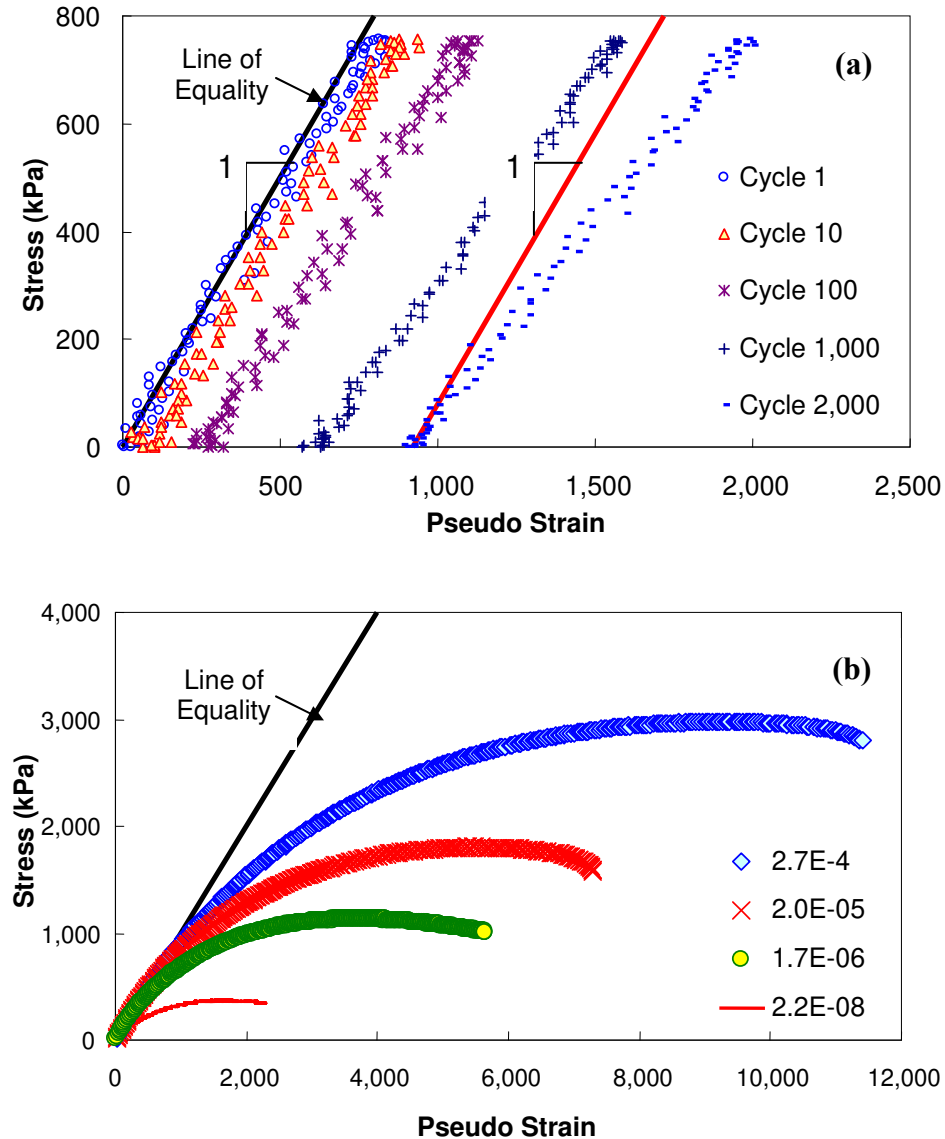 800
600
400
200
0
Stress (kPa)
Line of
Equality
1
1
(a)
Cycle 1
Cycle 10
Cycle 100
Cycle 1,000
Cycle 2,000
0
500
1,000
1,500
2,000
2,500
Pseudo Strain
4,000
3,000
2,000
1,000
0
Stress (kPa)
Line of
Equality
(b)
2.7E-4
2.0E-05
1.7E-06
2.2E-08
0
2,000
4,000
6,000
8,000
10,000
12,000
Pseudo Strain